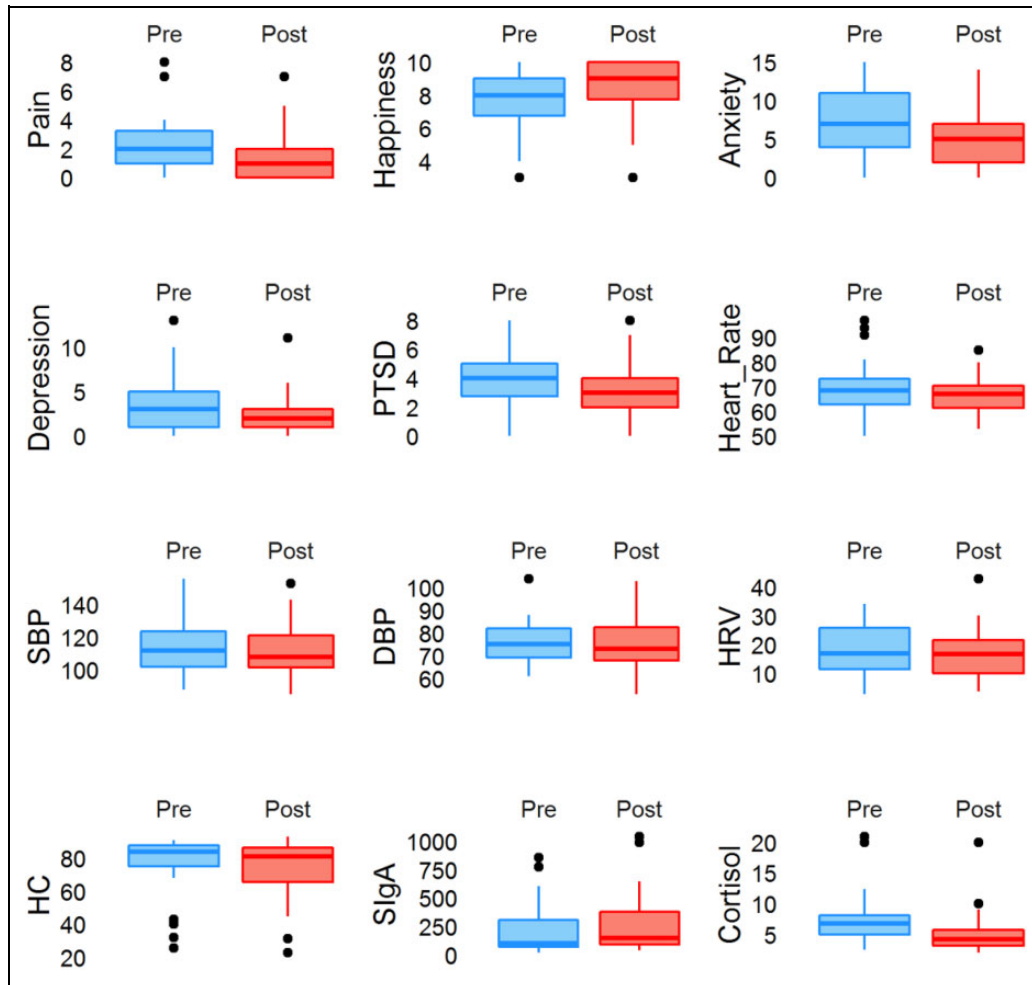 Pre Post
Pain
8
6
4
2
0
Pre Post
Happiness
10
8
6
4
Pre Post
Anxiety
15
10
5
0
Pre Post
Depression
10
5
0
Pre Post
PTSD
8
6
4
2
0
Pre Post
Heart_Rate
90
80
70
60
50
Pre Post
SBP
140
120
100
Pre Post
DBP
100
90
80
70
60
Pre Post
HRV
40
30
20
10
Pre Post
HC
80
60
40
20
Pre Post
SIgA
1000
750
500
250
0
Pre Post
Cortisol
20
15
10
5